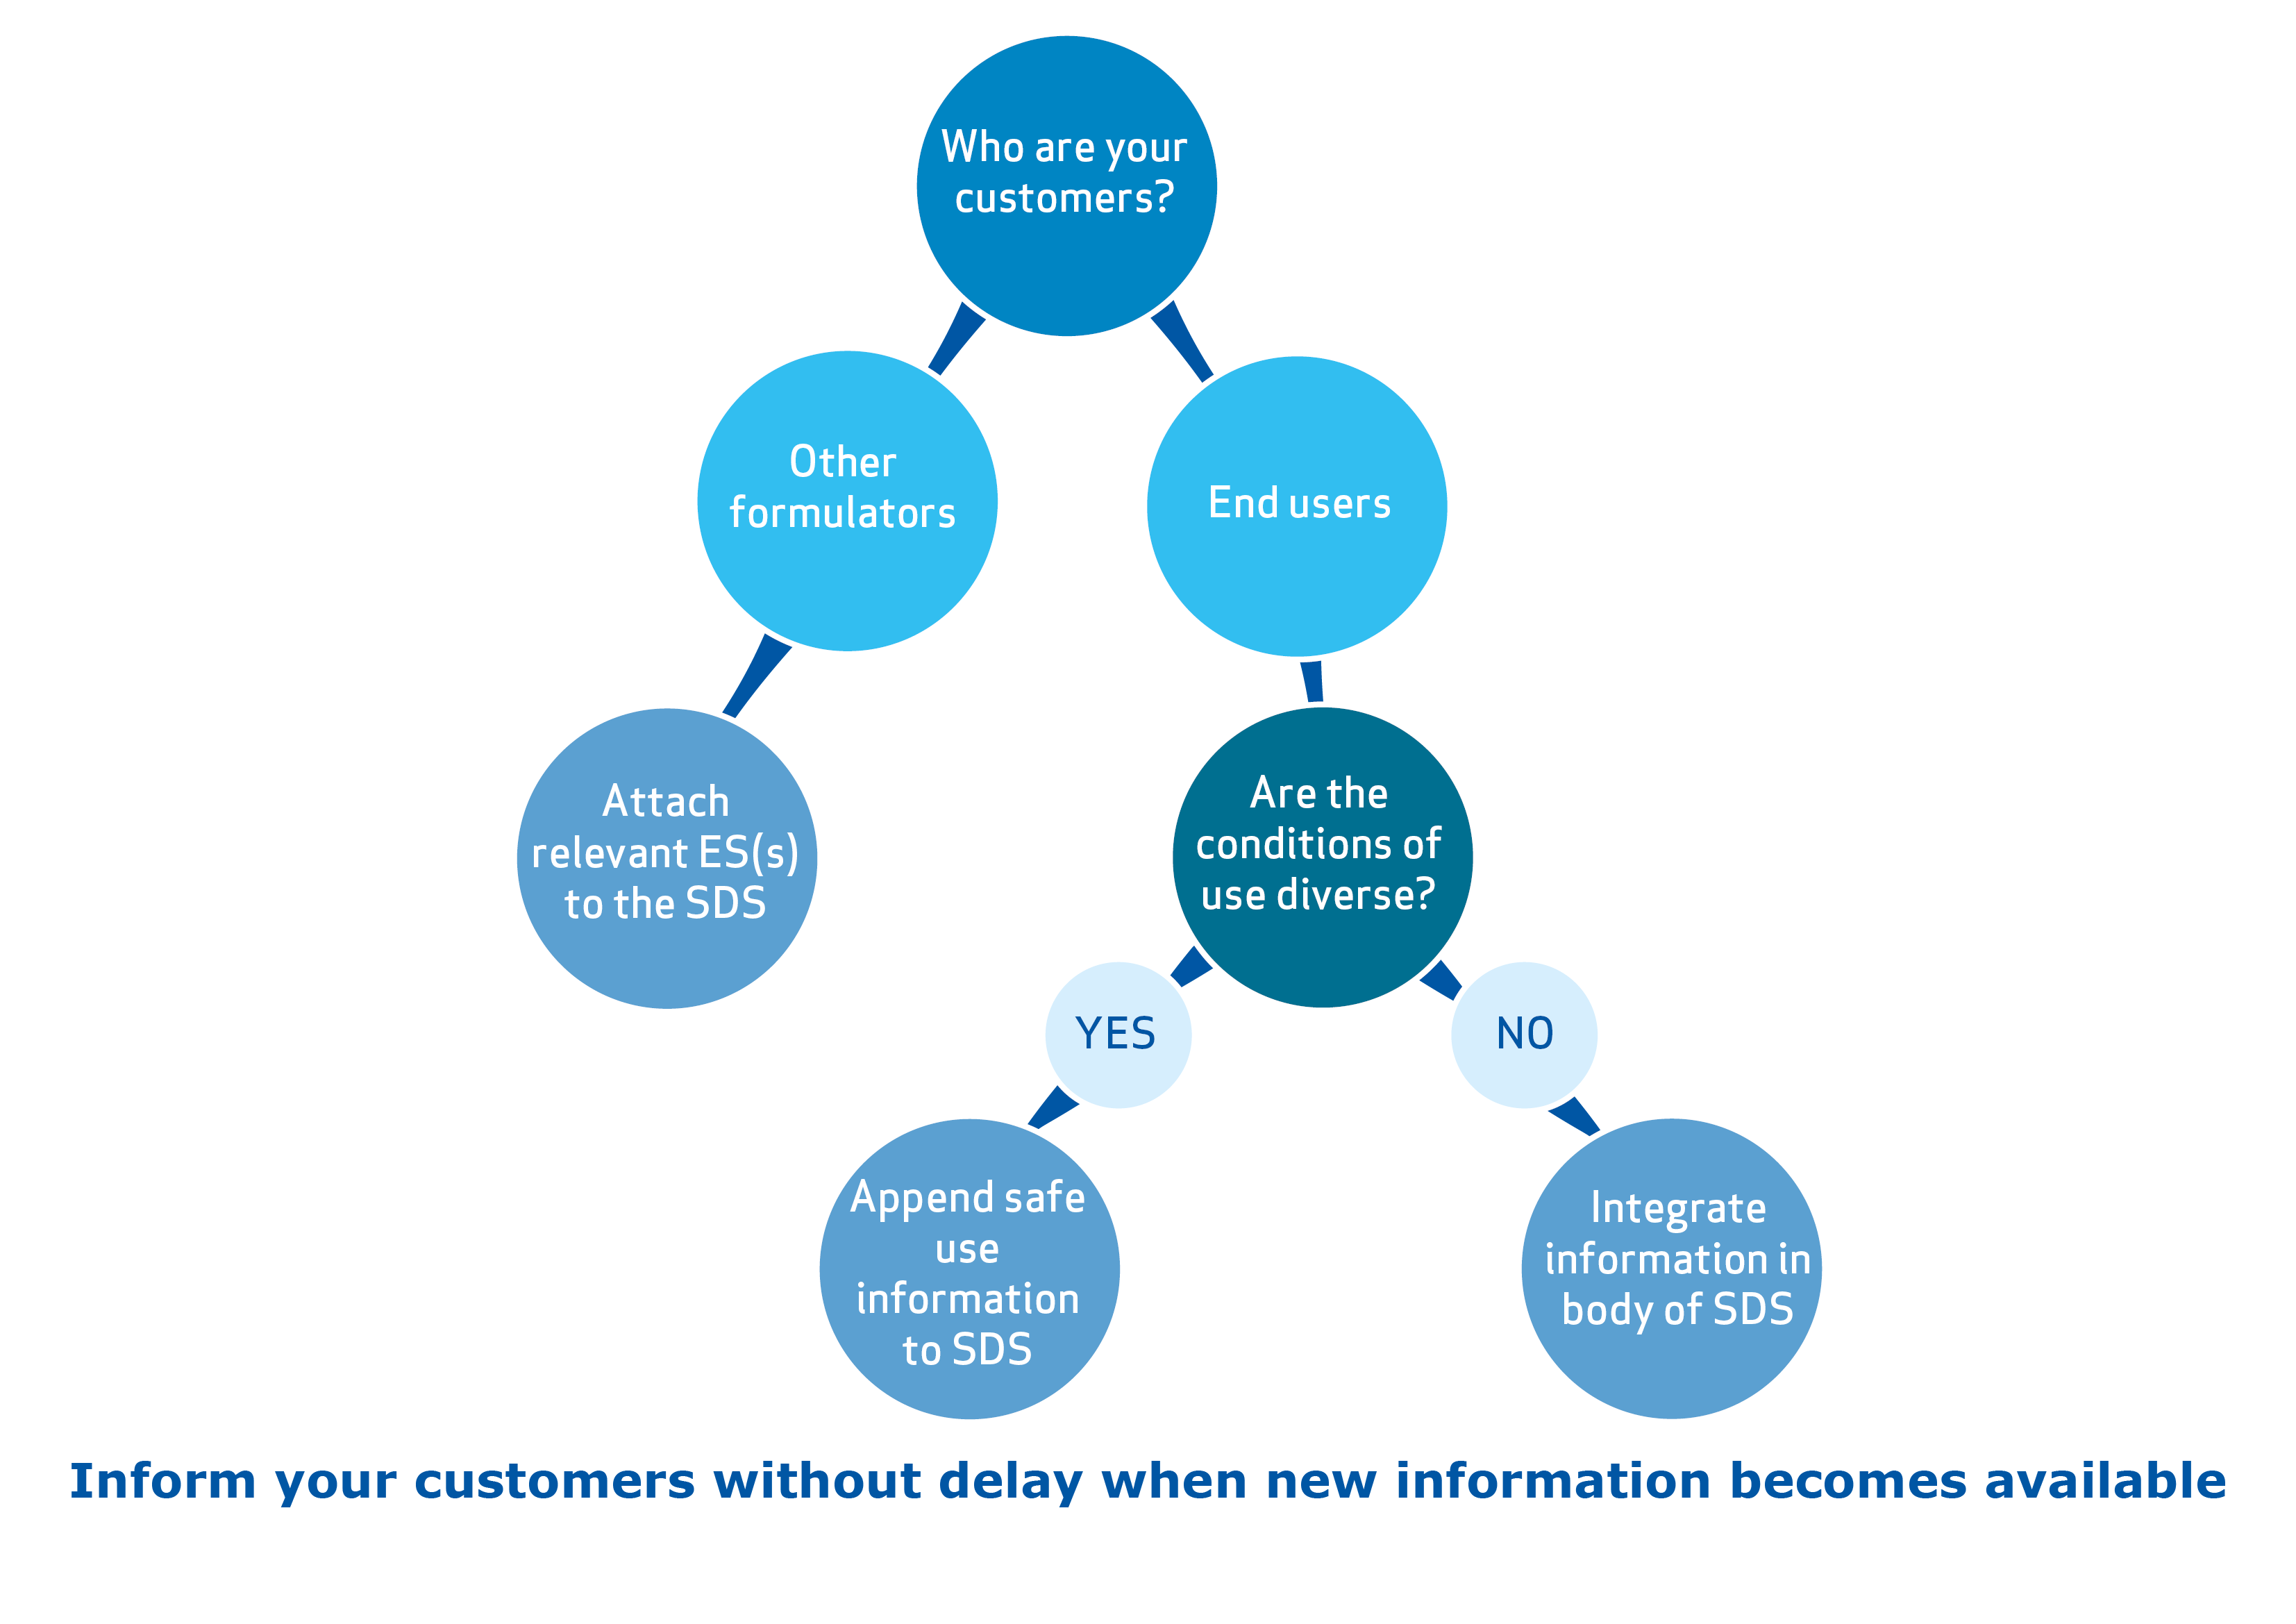 Who are your
customers?
Other
formulators
End users
Attach
relevant ES(s)
to the SDS
Are the
conditions of
use diverse?
YES
NO
Append safe
use
information
to SDS
Integrate
information in
body of SDS
Inform your customers without delay when new information becomes available